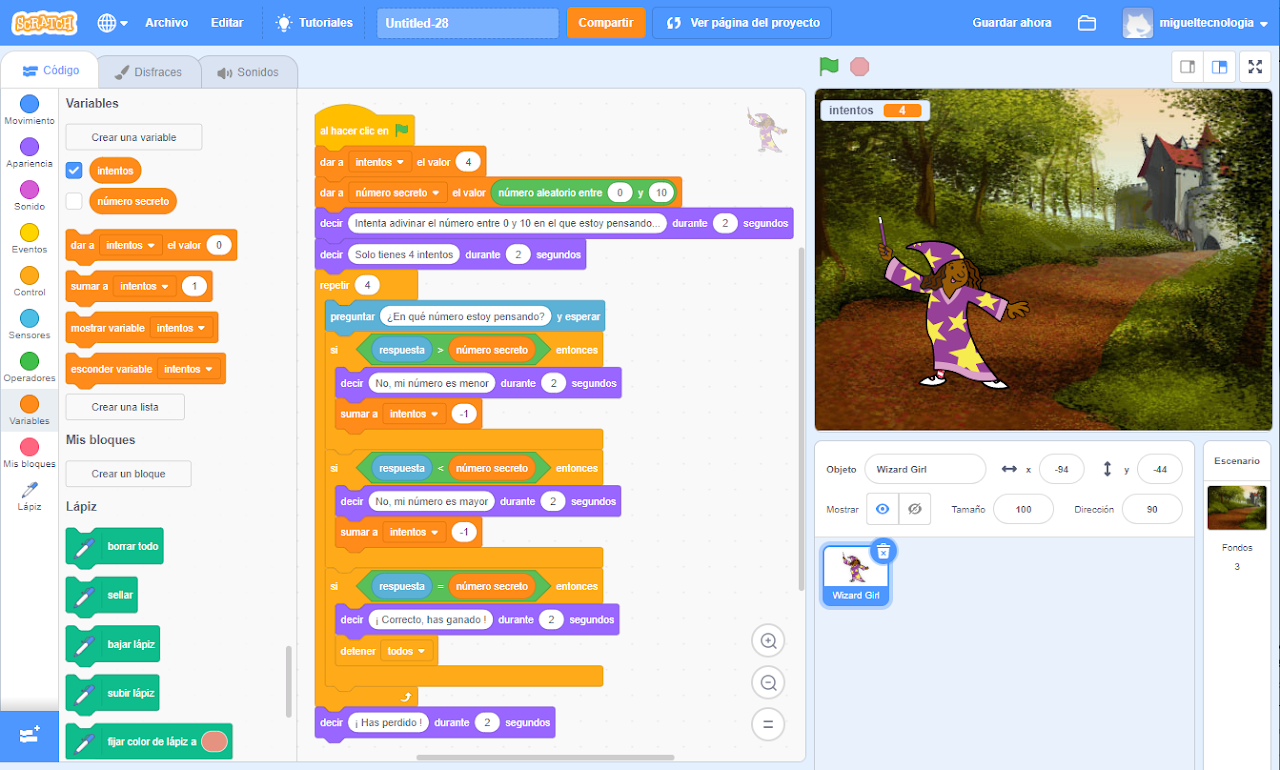 SCRATCH Archivo Editar Tutoriales Untitled-28 Compartir Ver página del proyecto Guardar ahora migueltecnologia
Código Disfraces Sonidos
Movimiento
Apariencia
Sonido
Eventos
Control
Sensores
Operadores
Variables
Mis bloques
Lápiz
Variables
Crear una variable
intentos
número secreto
dar a intentos el valor 0
sumar a intentos 1
mostrar variable intentos
esconder variable intentos
Crear una lista
Mis bloques
Crear un bloque
Lápiz
borrar todo
sellar
bajar lápiz
subir lápiz
fijar color de lápiz a
al hacer clic en
dar a intentos el valor 4
dar a número secreto el valor número aleatorio entre 0 y 10
decir Intenta adivinar el número entre 0 y 10 en el que estoy pensando... durante 2 segundos
decir Solo tienes 4 intentos durante 2 segundos
repetir 4
preguntar ¿En qué número estoy pensando? y esperar
si respuesta > número secreto entonces
decir No, mi número es menor durante 2 segundos
sumar a intentos -1
si respuesta < número secreto entonces
decir No, mi número es mayor durante 2 segundos
sumar a intentos -1
si respuesta = número secreto entonces
decir ¡ Correcto, has ganado ! durante 2 segundos
detener todos
decir ¡ Has perdido ! durante 2 segundos
intentos 4
Objeto Wizard Girl x -94 y -44
Mostrar Tamaño 100 Dirección 90
Wizard Girl
Escenario
Fondos
3